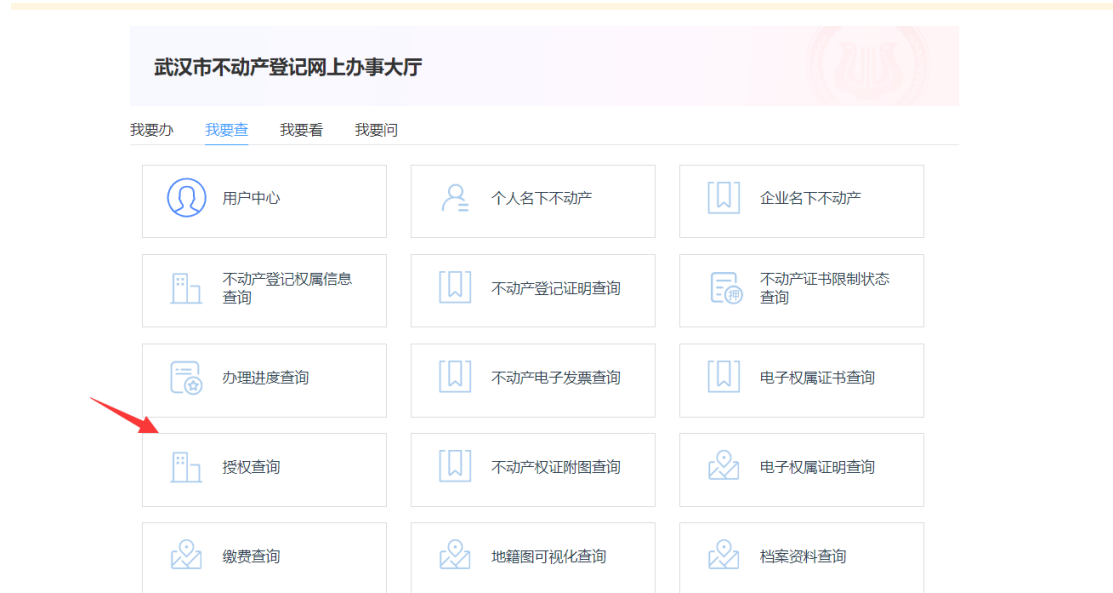 武汉市不动产登记网上办事大厅
我要办 我要查 我要看 我要问
用户中心
个人名下不动产
企业名下不动产
不动产登记权属信息
查询
不动产登记证明查询
不动产证书限制状态
查询
押
办理进度查询
不动产电子发票查询
电子权属证书查询
授权查询
不动产权证附图查询
电子权属证明查询
缴费查询
地籍图可视化查询
档案资料查询